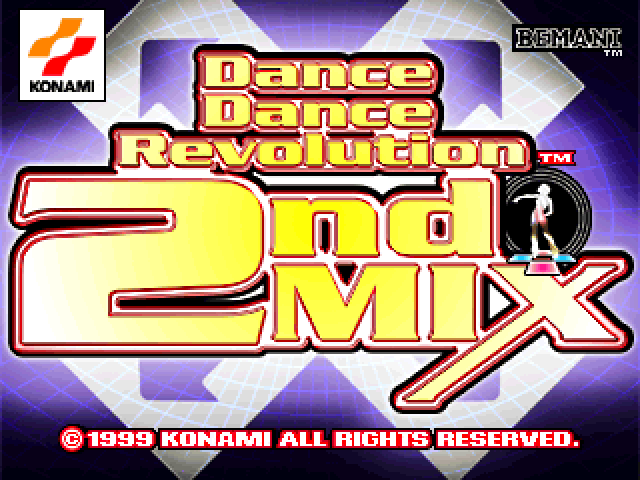 KONAMI
BEMANI
TM
Dance
Dance
Revolution TM
2nd
MIX
© 1999 KONAMI ALL RIGHTS RESERVED.